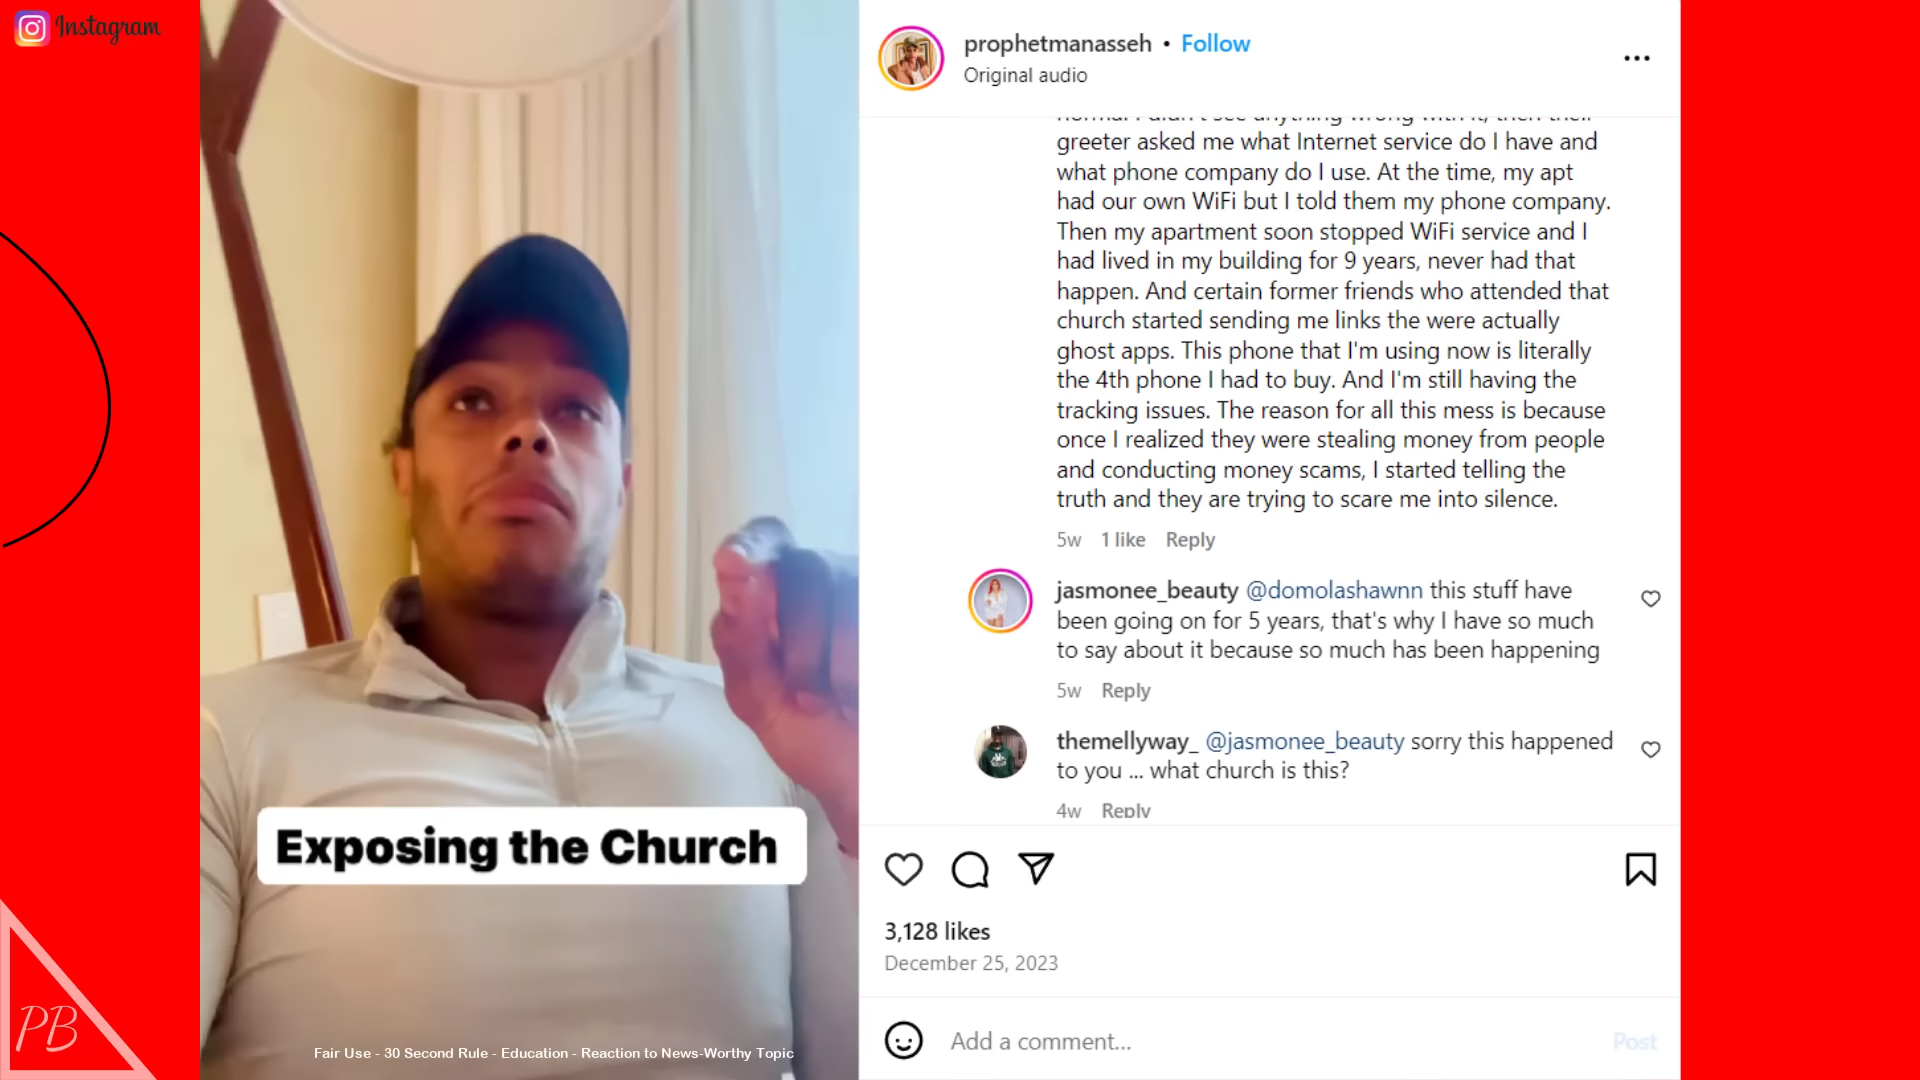 Instagram
prophetmanasseh • Follow
Original audio
normal I didn't see anything wrong with it, then their
greeter asked me what Internet service do I have and
what phone company do I use. At the time, my apt
had our own WiFi but I told them my phone company.
Then my apartment soon stopped WiFi service and I
had lived in my building for 9 years, never had that
happen. And certain former friends who attended that
church started sending me links the were actually
ghost apps. This phone that I'm using now is literally
the 4th phone I had to buy. And I'm still having the
tracking issues. The reason for all this mess is because
once I realized they were stealing money from people
and conducting money scams, I started telling the
truth and they are trying to scare me into silence.
5w 1 like Reply
jasmonee_beauty @domolashawnn this stuff have
been going on for 5 years, that's why I have so much
to say about it because so much has been happening
5w Reply
themellyway_ @jasmonee_beauty sorry this happened
to you ... what church is this?
4w Reply
Exposing the Church
3,128 likes
December 25, 2023
Add a comment...
Post
PB
Fair Use - 30 Second Rule - Education - Reaction to News-Worthy Topic